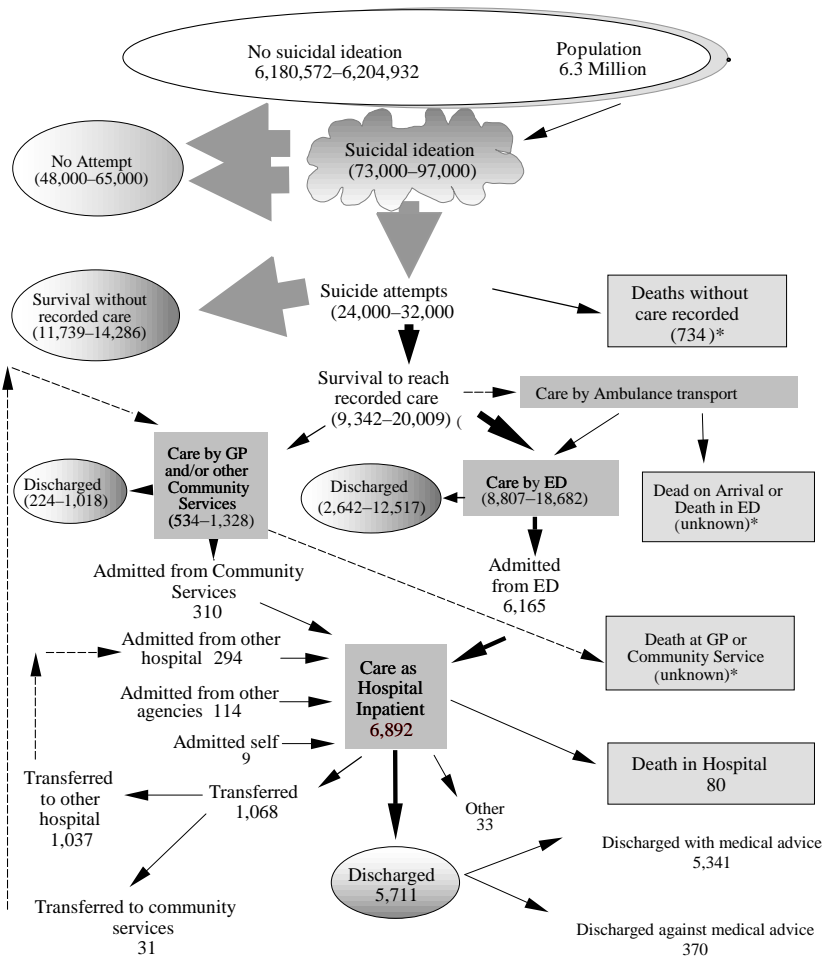 No suicidal ideation
6,180,572–6,204,932
Population
6.3 Million
No Attempt
(48,000–65,000)
Suicidal ideation
(73,000–97,000)
Survival without
recorded care
(11,739–14,286)
Suicide attempts
(24,000–32,000
Deaths without
care recorded
(734)*
Survival to reach
recorded care
(9,342–20,009) (
Care by Ambulance transport
Discharged
(224–1,018)
Care by GP
and/or other
Community
Services
(534–1,328)
Discharged
(2,642–12,517)
Care by ED
(8,807–18,682)
Dead on Arrival or
Death in ED
(unknown)*
Admitted from Community
Services
310
Admitted
from ED
6,165
Admitted from other
hospital 294
Admitted from other
agencies 114
Admitted self
9
Care as
Hospital
Inpatient
6,892
Death at GP or
Community Service
(unknown)*
Death in Hospital
80
Transferred
to other
hospital
1,037
Transferred
1,068
Other
33
Discharged
5,711
Discharged with medical advice
5,341
Transferred to community
services
31
Discharged against medical advice
370